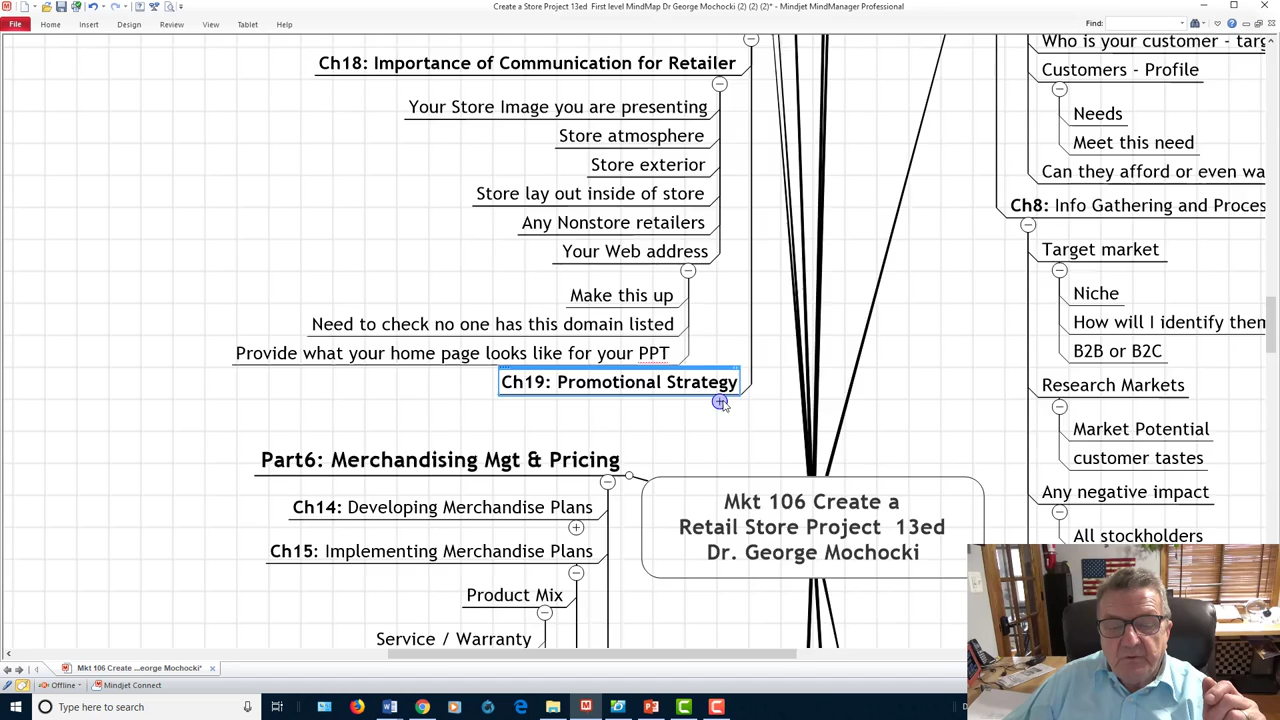 Create a Store Project 13ed First level MindMap Dr George Mochocki (2) (2) (2)* - Mindjet MindManager Professional
File Home Insert Design Review View Tablet Help
Find:
Ch18: Importance of Communication for Retailer
Your Store Image you are presenting
Store atmosphere
Store exterior
Store lay out inside of store
Any Nonstore retailers
Your Web address
Make this up
Need to check no one has this domain listed
Provide what your home page looks like for your PPT
Ch19: Promotional Strategy
Part6: Merchandising Mgt & Pricing
Ch14: Developing Merchandise Plans
Ch15: Implementing Merchandise Plans
Product Mix
Service / Warranty
Mkt 106 Create a
Retail Store Project 13ed
Dr. George Mochocki
Who is your customer - targ
Customers - Profile
Needs
Meet this need
Can they afford or even wa
Ch8: Info Gathering and Proces
Target market
Niche
How will I identify them
B2B or B2C
Research Markets
Market Potential
customer tastes
Any negative impact
All stockholders
Mkt 106 Create ...eorge Mochocki*
Offline Mindjet Connect
Type here to search